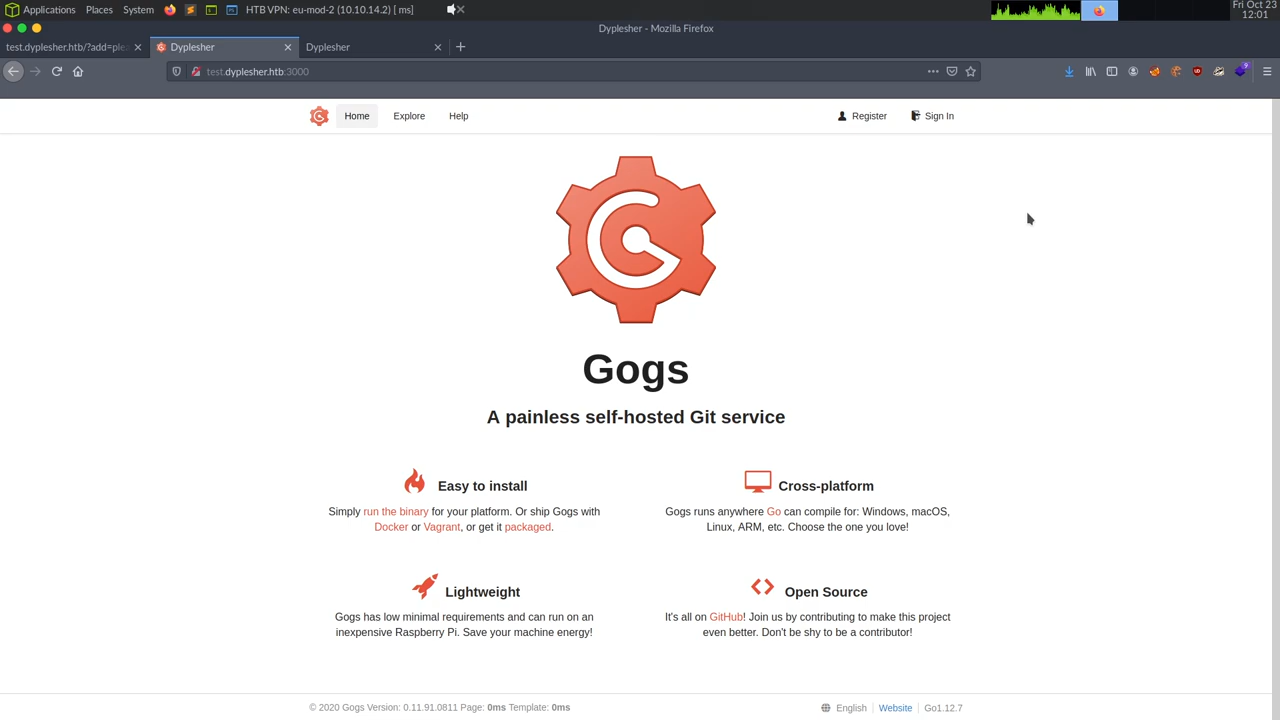 Applications Places System HTB VPN: eu-mod-2 (10.10.14.2) [ ms] Fri Oct 23
12:01
Dyplesher - Mozilla Firefox
test.dyplesher.htb/?add=ple
Dyplesher
Dyplesher
test.dyplesher.htb:3000
9
Home Explore Help Register Sign In
Gogs
A painless self-hosted Git service
Easy to install
Simply run the binary for your platform. Or ship Gogs with
Docker or Vagrant, or get it packaged.
Cross-platform
Gogs runs anywhere Go can compile for: Windows, macOS,
Linux, ARM, etc. Choose the one you love!
Lightweight
Gogs has low minimal requirements and can run on an
inexpensive Raspberry Pi. Save your machine energy!
Open Source
It's all on GitHub! Join us by contributing to make this project
even better. Don't be shy to be a contributor!
© 2020 Gogs Version: 0.11.91.0811 Page: 0ms Template: 0ms English Website Go1.12.7